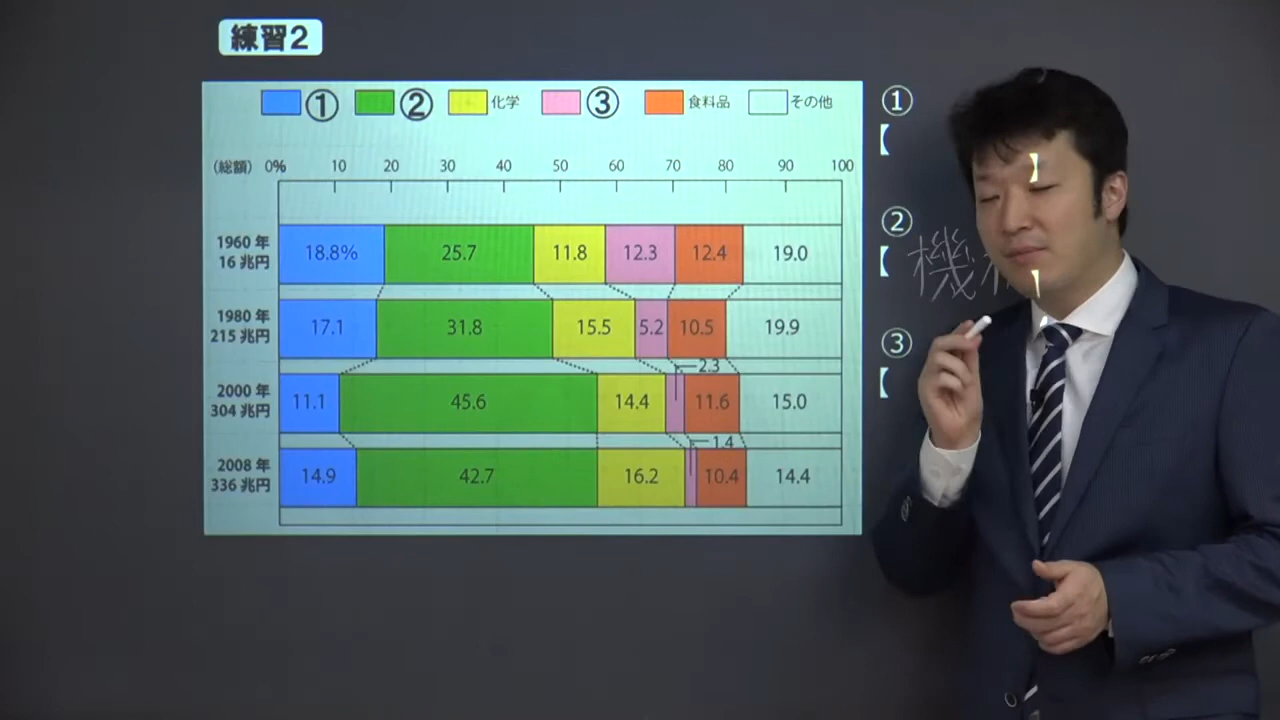 練習2
① ② 化学 ③ 食料品 その他
(総額) 0% 10 20 30 40 50 60 70 80 90 100
1960年 16兆円 18.8% 25.7 11.8 12.3 12.4 19.0
1980年 215兆円 17.1 31.8 15.5 5.2 10.5 19.9
2.3
2000年 304兆円 11.1 45.6 14.4 11.6 15.0
1.4
2008年 336兆円 14.9 42.7 16.2 10.4 14.4
①
【 】
②
【機 】
③
【